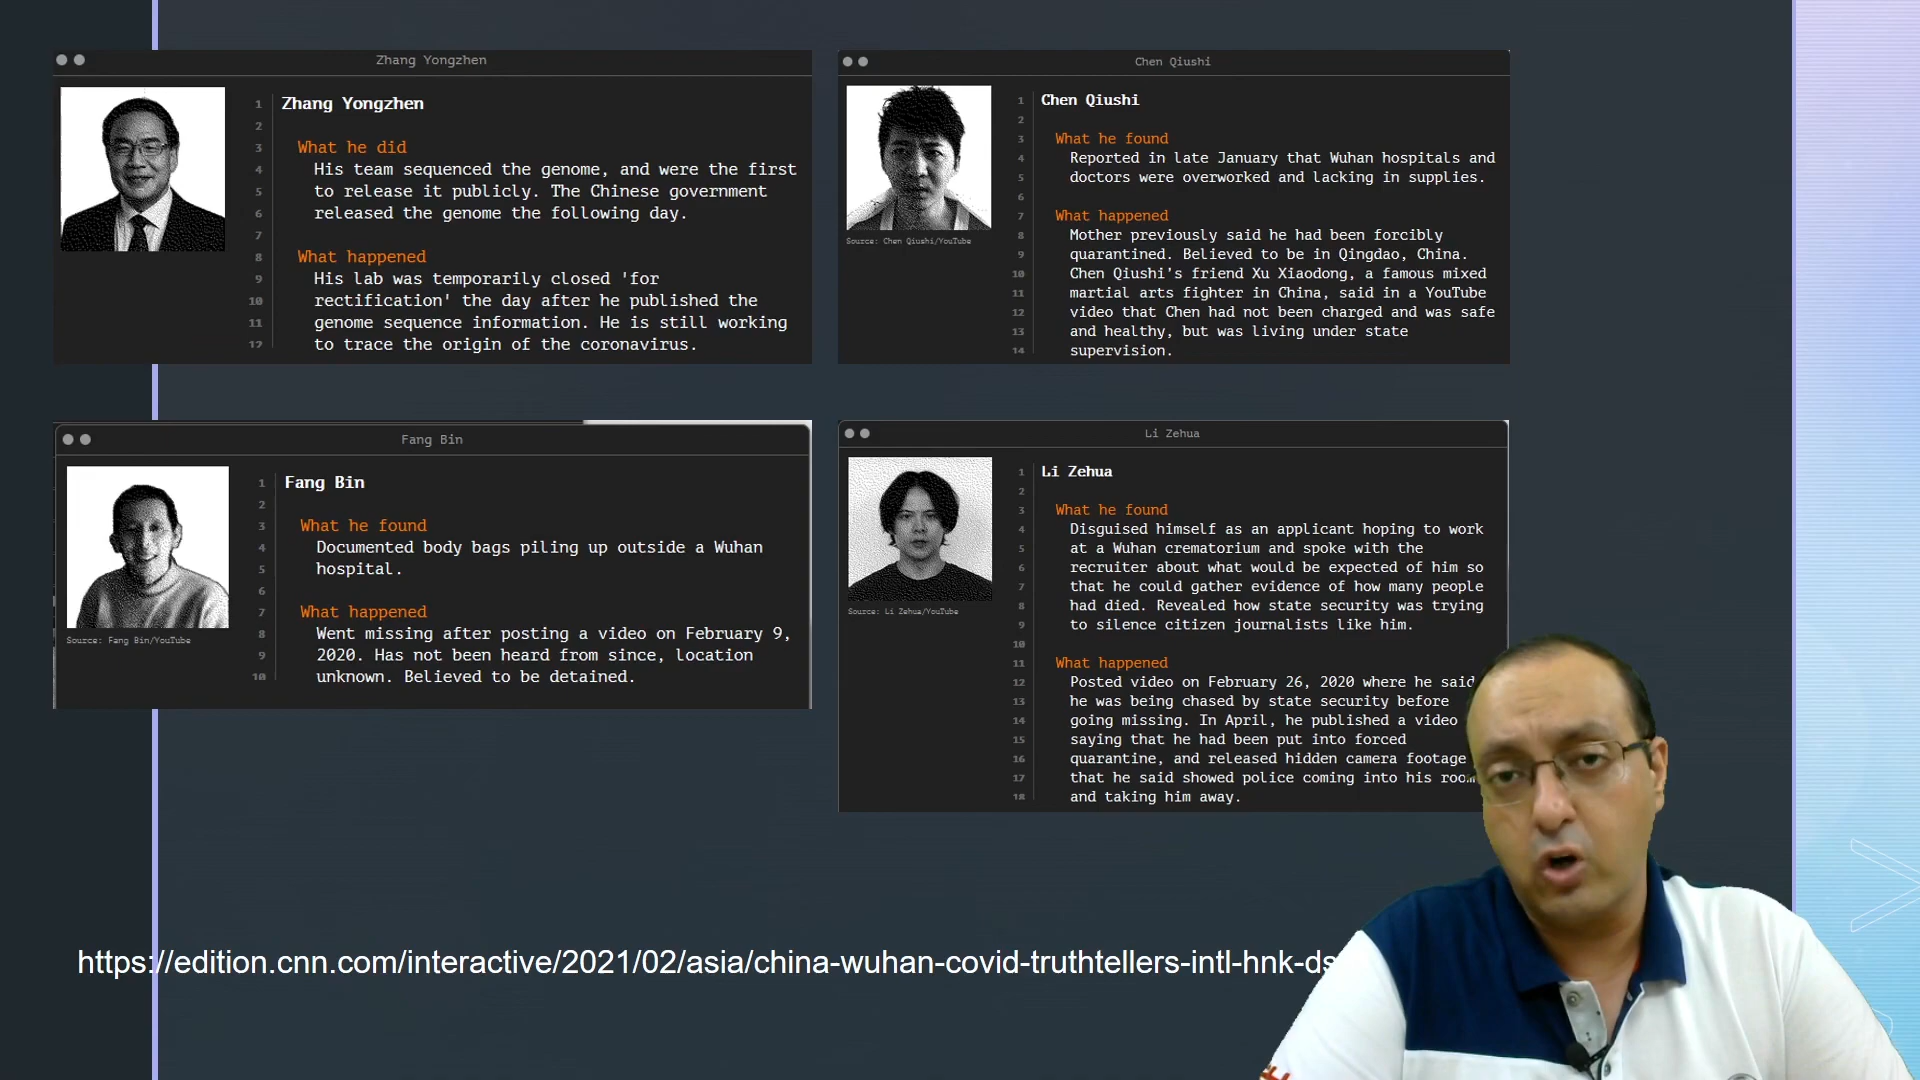 Zhang Yongzhen
1 Zhang Yongzhen
2
3 What he did
4 His team sequenced the genome, and were the first
5 to release it publicly. The Chinese government
6 released the genome the following day.
7
8 What happened
9 His lab was temporarily closed 'for
10 rectification' the day after he published the
11 genome sequence information. He is still working
12 to trace the origin of the coronavirus.
Chen Qiushi
Source: Chen Qiushi/YouTube
1 Chen Qiushi
2
3 What he found
4 Reported in late January that Wuhan hospitals and
5 doctors were overworked and lacking in supplies.
6
7 What happened
8 Mother previously said he had been forcibly
9 quarantined. Believed to be in Qingdao, China.
10 Chen Qiushi's friend Xu Xiaodong, a famous mixed
11 martial arts fighter in China, said in a YouTube
12 video that Chen had not been charged and was safe
13 and healthy, but was living under state
14 supervision.
Fang Bin
Source: Fang Bin/YouTube
1 Fang Bin
2
3 What he found
4 Documented body bags piling up outside a Wuhan
5 hospital.
6
7 What happened
8 Went missing after posting a video on February 9,
9 2020. Has not been heard from since, location
10 unknown. Believed to be detained.
Li Zehua
Source: Li Zehua/YouTube
1 Li Zehua
2
3 What he found
4 Disguised himself as an applicant hoping to work
5 at a Wuhan crematorium and spoke with the
6 recruiter about what would be expected of him so
7 that he could gather evidence of how many people
8 had died. Revealed how state security was trying
9 to silence citizen journalists like him.
10
11 What happened
12 Posted video on February 26, 2020 where he said
13 he was being chased by state security before
14 going missing. In April, he published a video
15 saying that he had been put into forced
16 quarantine, and released hidden camera footage
17 that he said showed police coming into his room
18 and taking him away.
https://edition.cnn.com/interactive/2021/02/asia/china-wuhan-covid-truthtellers-intl-hnk-ds